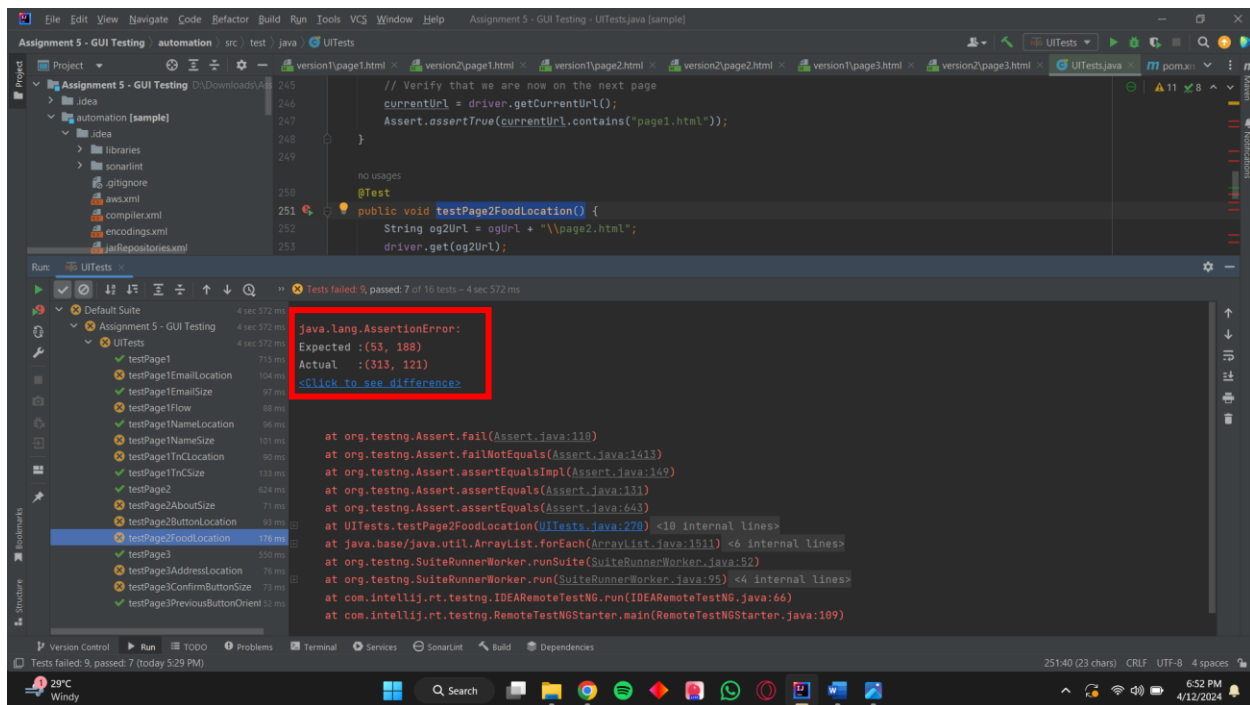 File Edit View Navigate Code Refactor Build Run Tools VCS Window Help Assignment 5 - GUI Testing - UITests.java [sample]
Assignment 5 - GUI Testing automation src test java UITests
UITests
Project
version1\page1.html version2\page1.html version1\page2.html version2\page2.html version1\page3.html version2\page3.html UITests.java
Assignment 5 - GUI Testing
.idea
automation [sample]
.idea
libraries
sonarlint
.gitignore
aws.xml
compiler.xml
encodings.xml
jarRepositories.xml
11 8
245 // Verify that we are now on the next page
246 currentUrl = driver.getCurrentUrl();
247 Assert.assertTrue(currentUrl.contains("page1.html"));
248 }
249
no usages
250 @Test
251 public void testPage2FoodLocation() {
252 String og2Url = ogUrl + "\\page2.html";
253 driver.get(og2Url);
Project
Maven
Notifications
Bookmarks
Structure
Run: UITests
Tests failed: 9, passed: 7 of 16 tests – 4 sec 572 ms
Default Suite 4 sec 572 ms
Assignment 5 - GUI Testing 4 sec 572 ms
UITests 4 sec 572 ms
testPage1 715 ms
testPage1EmailLocation 104 ms
testPage1EmailSize 97 ms
testPage1Flow 88 ms
testPage1NameLocation 96 ms
testPage1NameSize 101 ms
testPage1TnCLocation 90 ms
testPage1TnCSize 133 ms
testPage2 624 ms
testPage2AboutSize 71 ms
testPage2ButtonLocation 93 ms
testPage2FoodLocation 176 ms
testPage3 550 ms
testPage3AddressLocation 76 ms
testPage3ConfirmButtonSize 73 ms
testPage3PreviousButtonOrient 52 ms
java.lang.AssertionError:
Expected :(53, 188)
Actual :(313, 121)
<Click to see difference>
at org.testng.Assert.fail(Assert.java:110)
at org.testng.Assert.failNotEquals(Assert.java:1413)
at org.testng.Assert.assertEqualsImpl(Assert.java:149)
at org.testng.Assert.assertEquals(Assert.java:131)
at org.testng.Assert.assertEquals(Assert.java:643)
at UITests.testPage2FoodLocation(UITests.java:270) <10 internal lines>
at java.base/java.util.ArrayList.forEach(ArrayList.java:1511) <6 internal lines>
at org.testng.SuiteRunnerWorker.runSuite(SuiteRunnerWorker.java:52)
at org.testng.SuiteRunnerWorker.run(SuiteRunnerWorker.java:95) <4 internal lines>
at com.intellij.rt.testng.IDEARemoteTestNG.run(IDEARemoteTestNG.java:66)
at com.intellij.rt.testng.RemoteTestNGStarter.main(RemoteTestNGStarter.java:109)
Version Control Run TODO Problems Terminal Services SonarLint Build Dependencies
Tests failed: 9, passed: 7 (today 5:29 PM)
251:40 (23 chars) CRLF UTF-8 4 spaces
29°C
Windy
Search
6:52 PM
4/12/2024